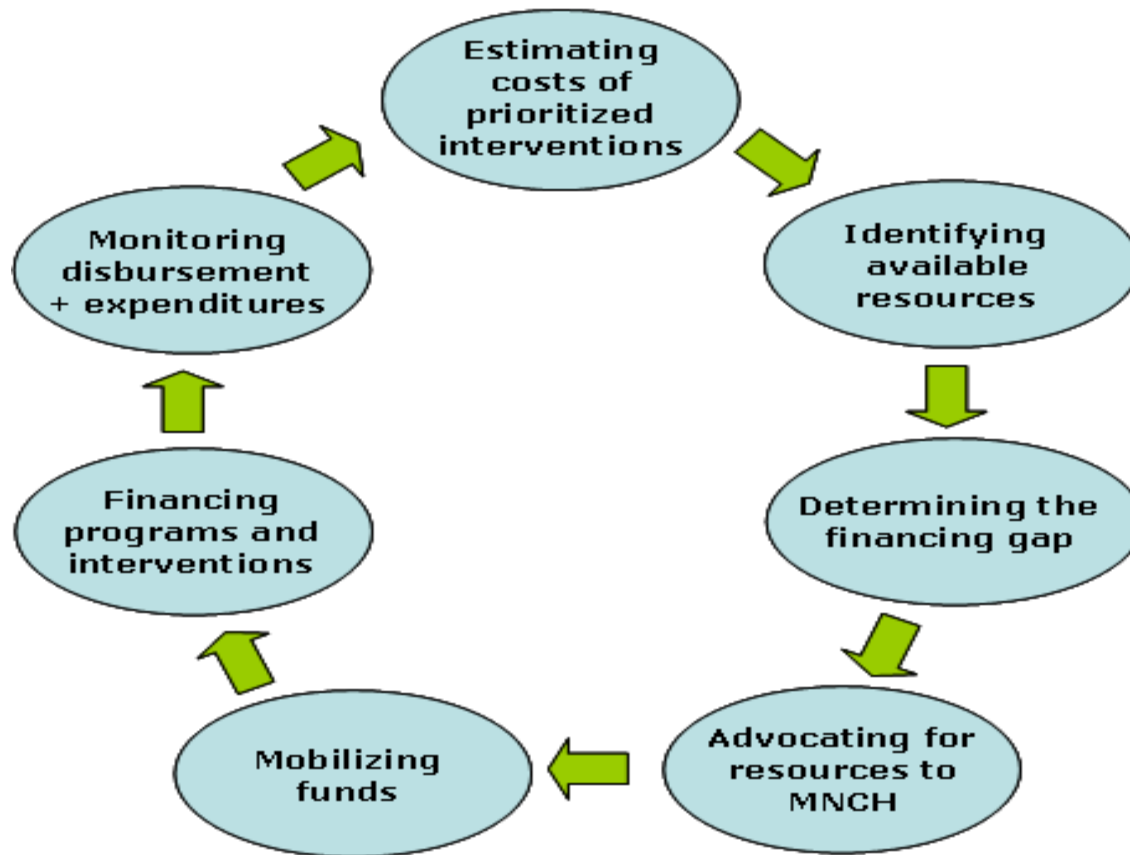 Estimating
costs of
prioritized
interventions
Identifying
available
resources
Determining the
financing gap
Advocating for
resources to
MNCH
Mobilizing
funds
Financing
programs and
interventions
Monitoring
disbursement
+ expenditures